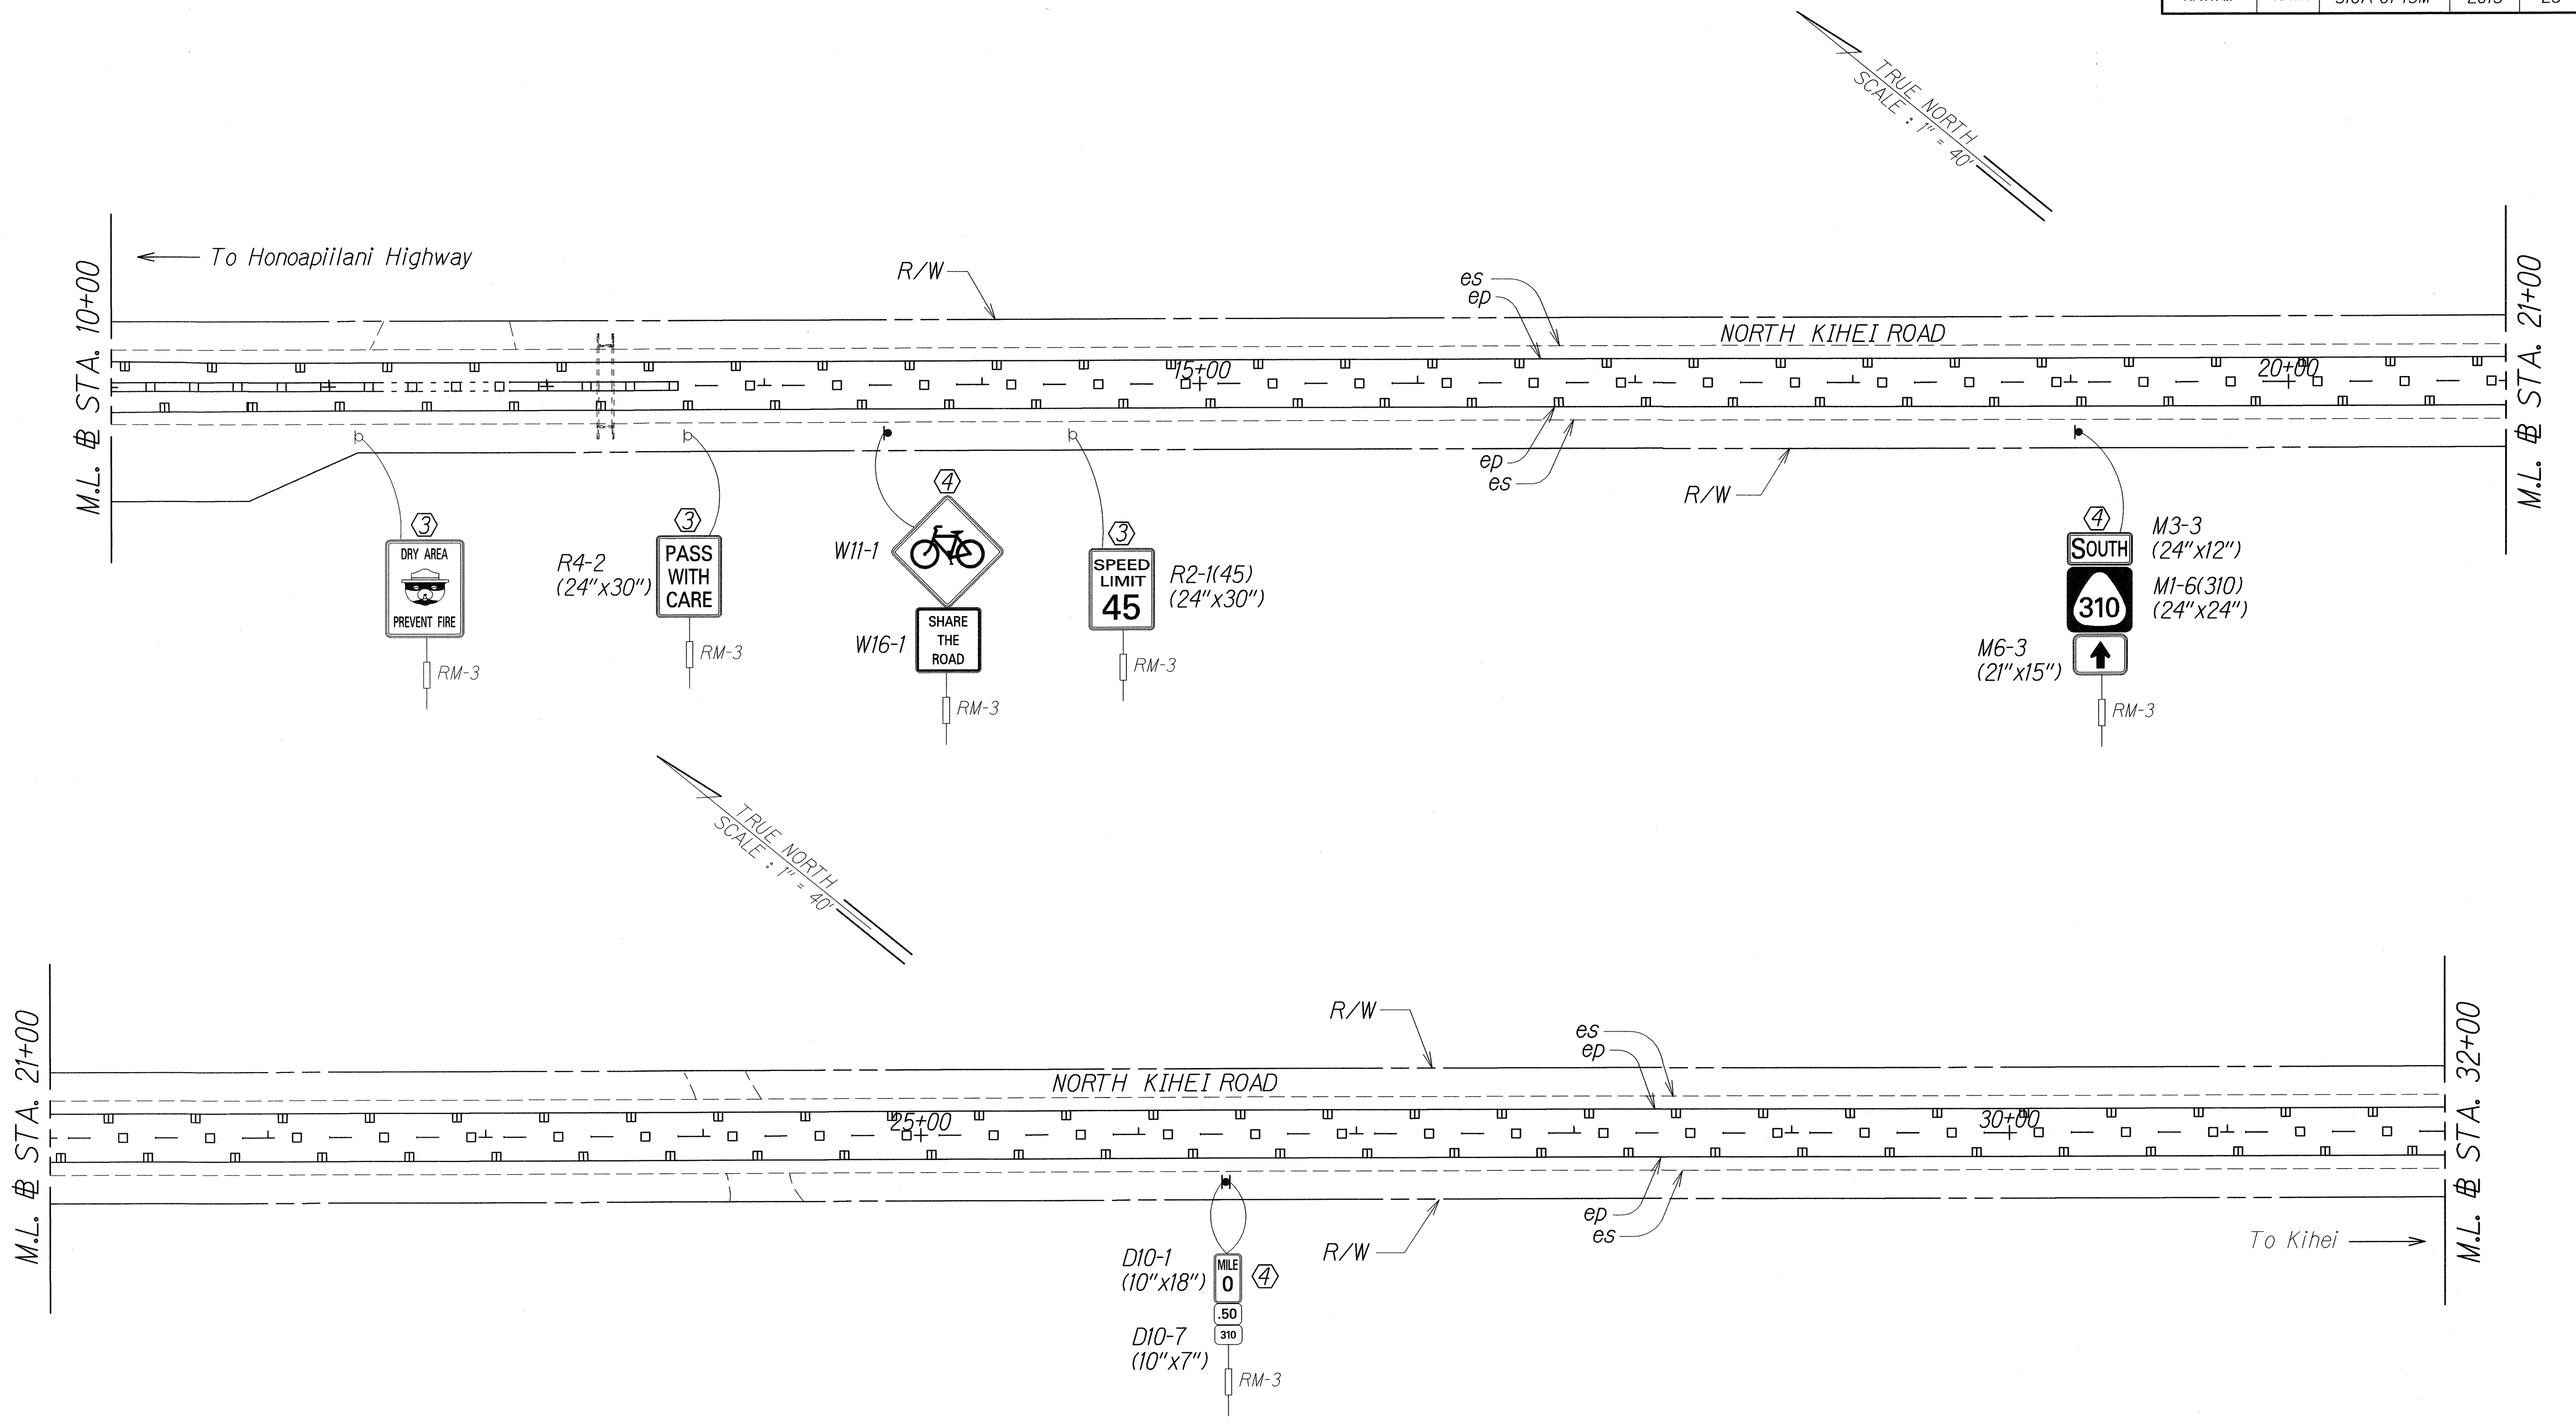 TRUE NORTH
SCALE : 1" = 40'
To Honoapiilani Highway
R/W
es
ep
NORTH KIHEI ROAD
M.L. STA. 10+00
15+00
20+00
M.L. STA. 21+00
ep
es
R/W
3
DRY AREA
PREVENT FIRE
RM-3
3
R4-2
(24"x30")
PASS
WITH
CARE
RM-3
4
W11-1
W16-1
SHARE
THE
ROAD
RM-3
3
SPEED
LIMIT
45
R2-1(45)
(24"x30")
RM-3
4
SOUTH
M3-3
(24"x12")
310
M1-6(310)
(24"x24")
M6-3
(21"x15")
RM-3
TRUE NORTH
SCALE : 1" = 40'
R/W
es
ep
NORTH KIHEI ROAD
M.L. STA. 21+00
25+00
30+00
M.L. STA. 32+00
ep
es
R/W
To Kihei
D10-1
(10"x18")
MILE
0
4
.50
310
D10-7
(10"x7")
RM-3